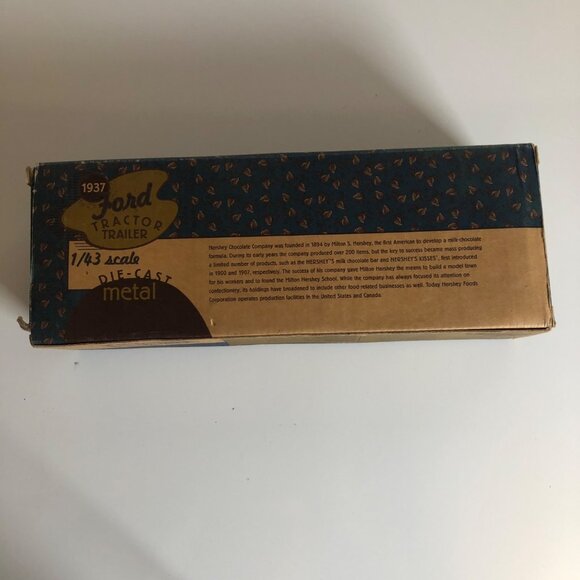 1937
Ford
TRACTOR
TRAILER
1/43 scale
DIE-CAST
metal
Hershey Chocolate Company was founded in 1894 by Milton S. Hershey, the first American to develop a milk-chocolate
formula. During its early years the company produced over 200 items, but the key to success became mass producing
a limited number of products, such as the HERSHEY'S milk chocolate bar and HERSHEY'S KISSES, first introduced
in 1900 and 1907, respectively. The success of his company gave Milton Hershey the means to build a model town
for his workers and to found the Milton Hershey School. While the company has always focused its attention on
confectionery, its holdings have broadened to include other food related businesses as well. Today Hershey Foods
Corporation operates production facilities in the United States and Canada.